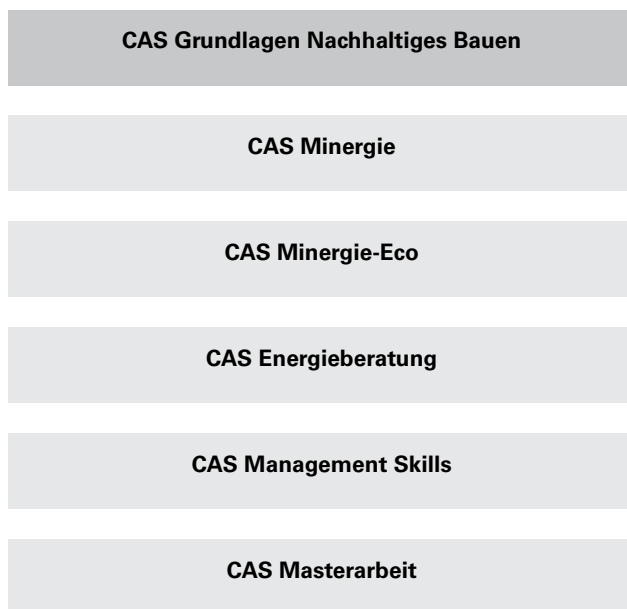 CAS Grundlagen Nachhaltiges Bauen
CAS Minergie
CAS Minergie-Eco
CAS Energieberatung
CAS Management Skills
CAS Masterarbeit